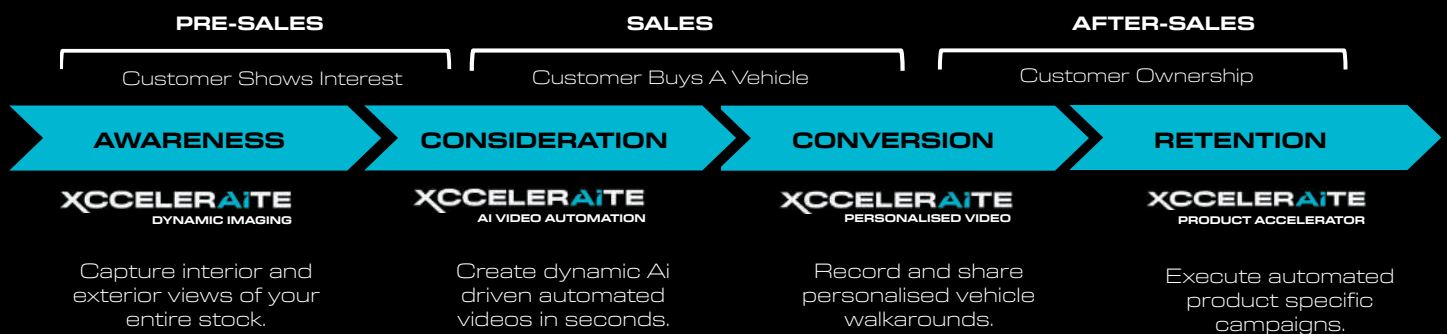 PRE-SALES
SALES
AFTER-SALES
Customer Shows Interest
Customer Buys A Vehicle
Customer Ownership
AWARENESS
CONSIDERATION
CONVERSION
RETENTION
XCCELERAiTE
DYNAMIC IMAGING
XCCELERAiTE
AI VIDEO AUTOMATION
XCCELERAiTE
PERSONALISED VIDEO
XCCELERAiTE
PRODUCT ACCELERATOR
Capture interior and
exterior views of your
entire stock.
Create dynamic Ai
driven automated
videos in seconds.
Record and share
personalised vehicle
walkarounds.
Execute automated
product specific
campaigns.